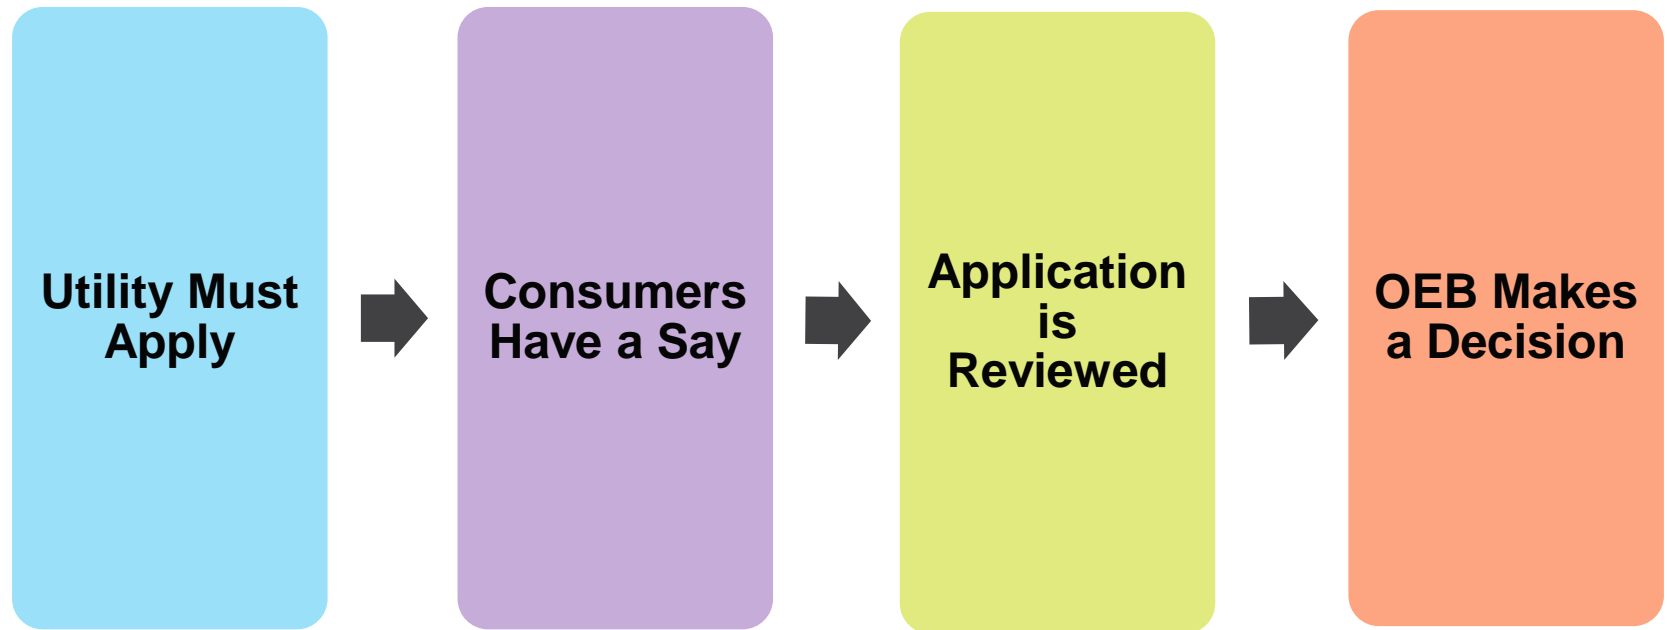 Utility Must
Apply
Consumers
Have a Say
Application
is
Reviewed
OEB Makes
a Decision